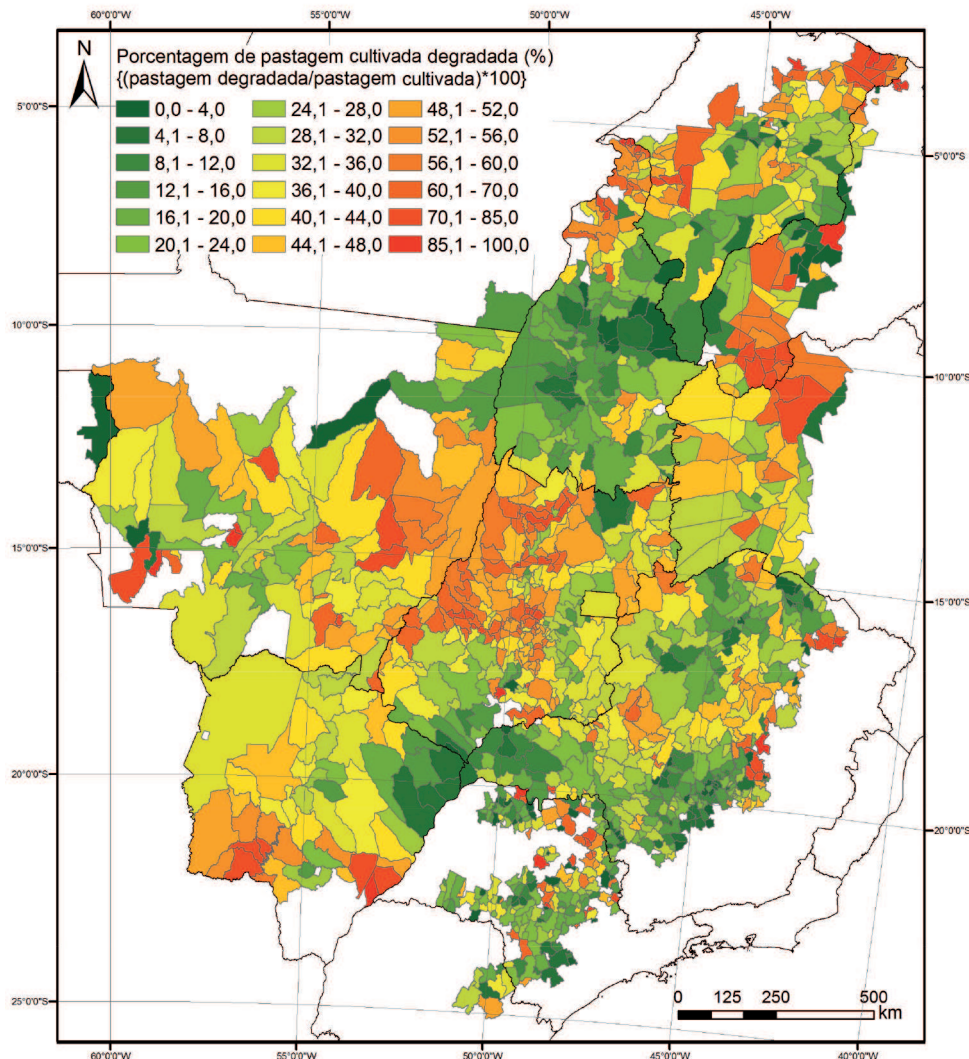 60°0'0"W 55°0'0"W 50°0'0"W 45°0'0"W
N
Porcentagem de pastagem cultivada degradada (%)
{(pastagem degradada/pastagem cultivada)*100}
0,0 - 4,0 24,1 - 28,0 48,1 - 52,0
4,1 - 8,0 28,1 - 32,0 52,1 - 56,0
8,1 - 12,0 32,1 - 36,0 56,1 - 60,0
12,1 - 16,0 36,1 - 40,0 60,1 - 70,0
16,1 - 20,0 40,1 - 44,0 70,1 - 85,0
20,1 - 24,0 44,1 - 48,0 85,1 - 100,0
5°0'0"S
5°0'0"S
10°0'0"S
10°0'0"S
15°0'0"S
15°0'0"S
20°0'0"S
20°0'0"S
25°0'0"S
0 125 250 500
km
60°0'0"W 55°0'0"W 50°0'0"W 45°0'0"W 40°0'0"W